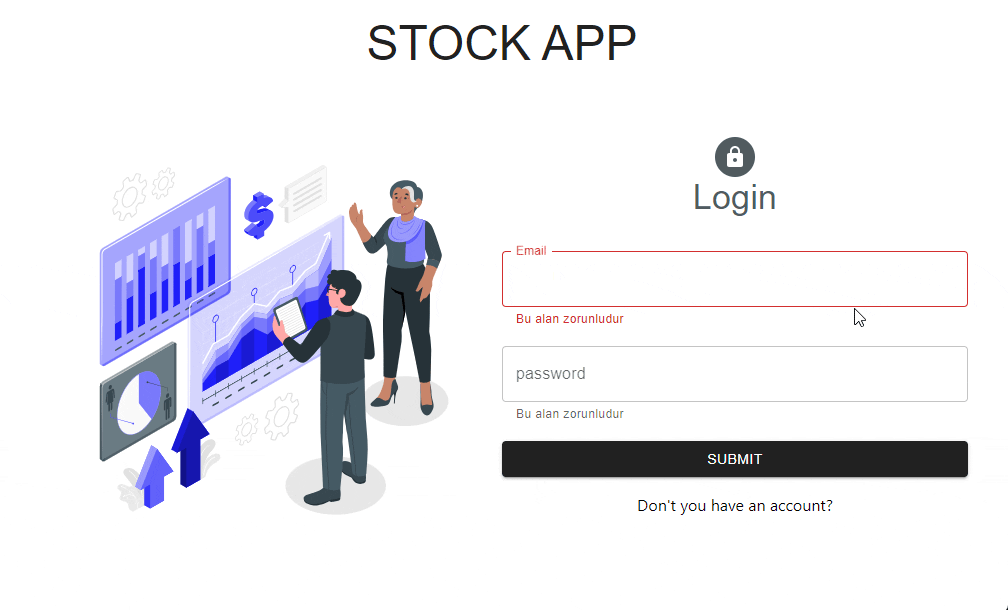 STOCK APP
Login
Email
Bu alan zorunludur
password
Bu alan zorunludur
SUBMIT
Don't you have an account?